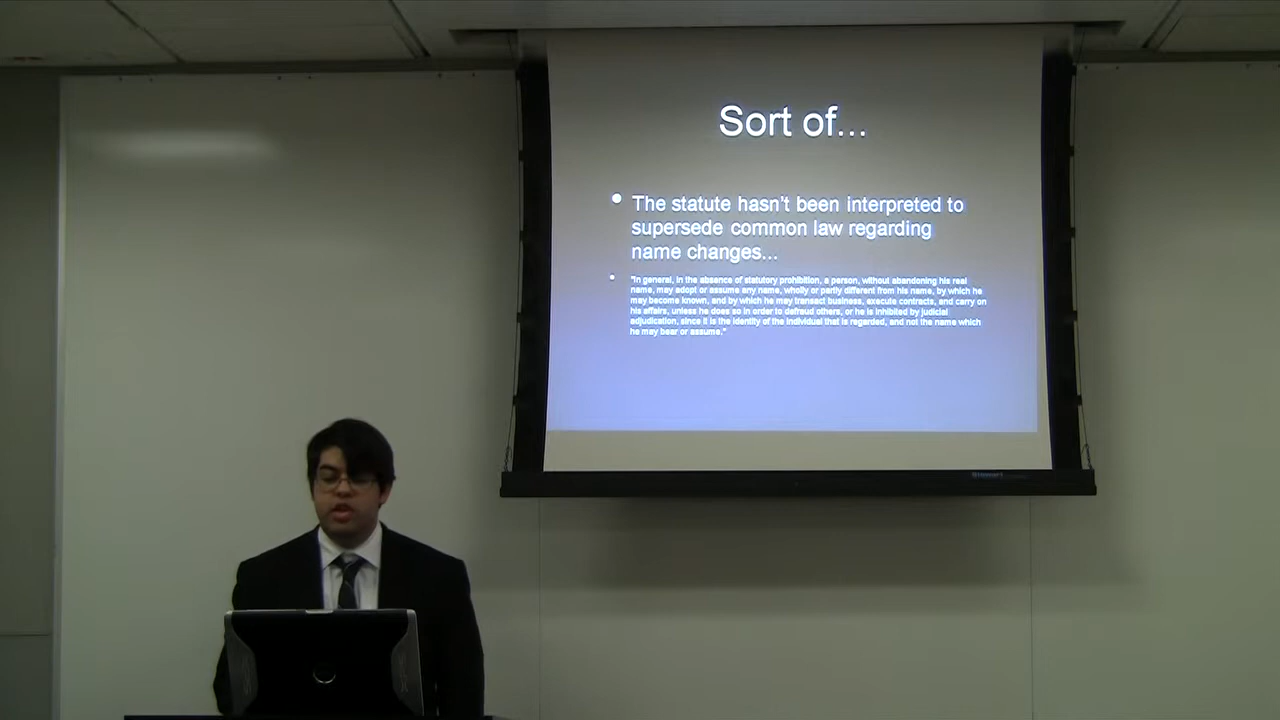 Sort of...
• The statute hasn't been interpreted to
supersede common law regarding
name changes...
• "In general, in the absence of statutory prohibition, a person, without abandoning his real
name, may adopt or assume any name, wholly or partly different from his name, by which he
may become known, and by which he may transact business, execute contracts, and carry on
his affairs, unless he does so in order to defraud others, or he is inhibited by judicial
adjudication, since it is the identity of the individual that is regarded, and not the name which
he may bear or assume."
Stewart